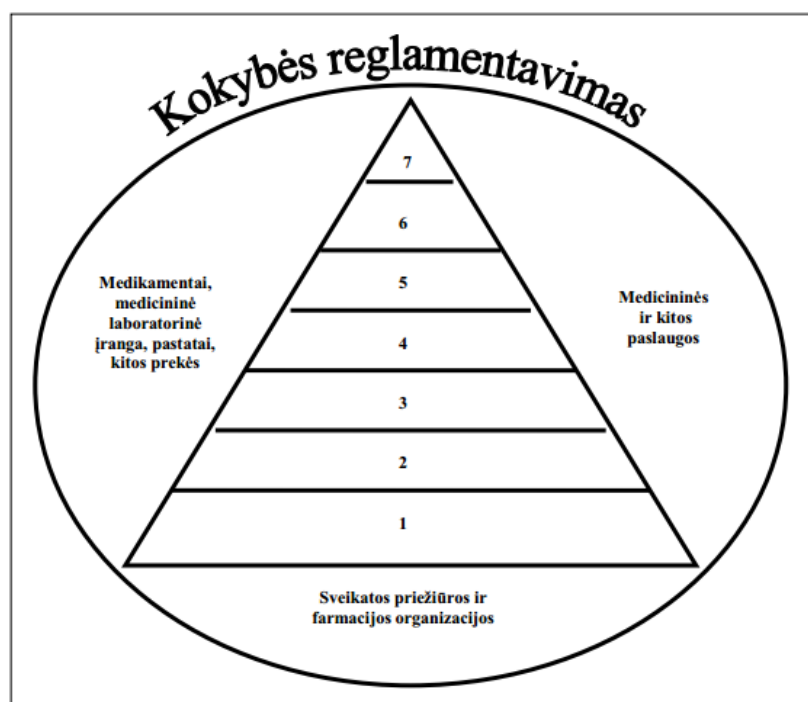 Kokybės reglamentavimas
7
6
5
4
3
2
1
Medikamentai,
medicininė
laboratorinė
įranga, pastatai,
kitos prekės
Medicininės
ir kitos
paslaugos
Sveikatos priežiūros ir
farmacijos organizacijos